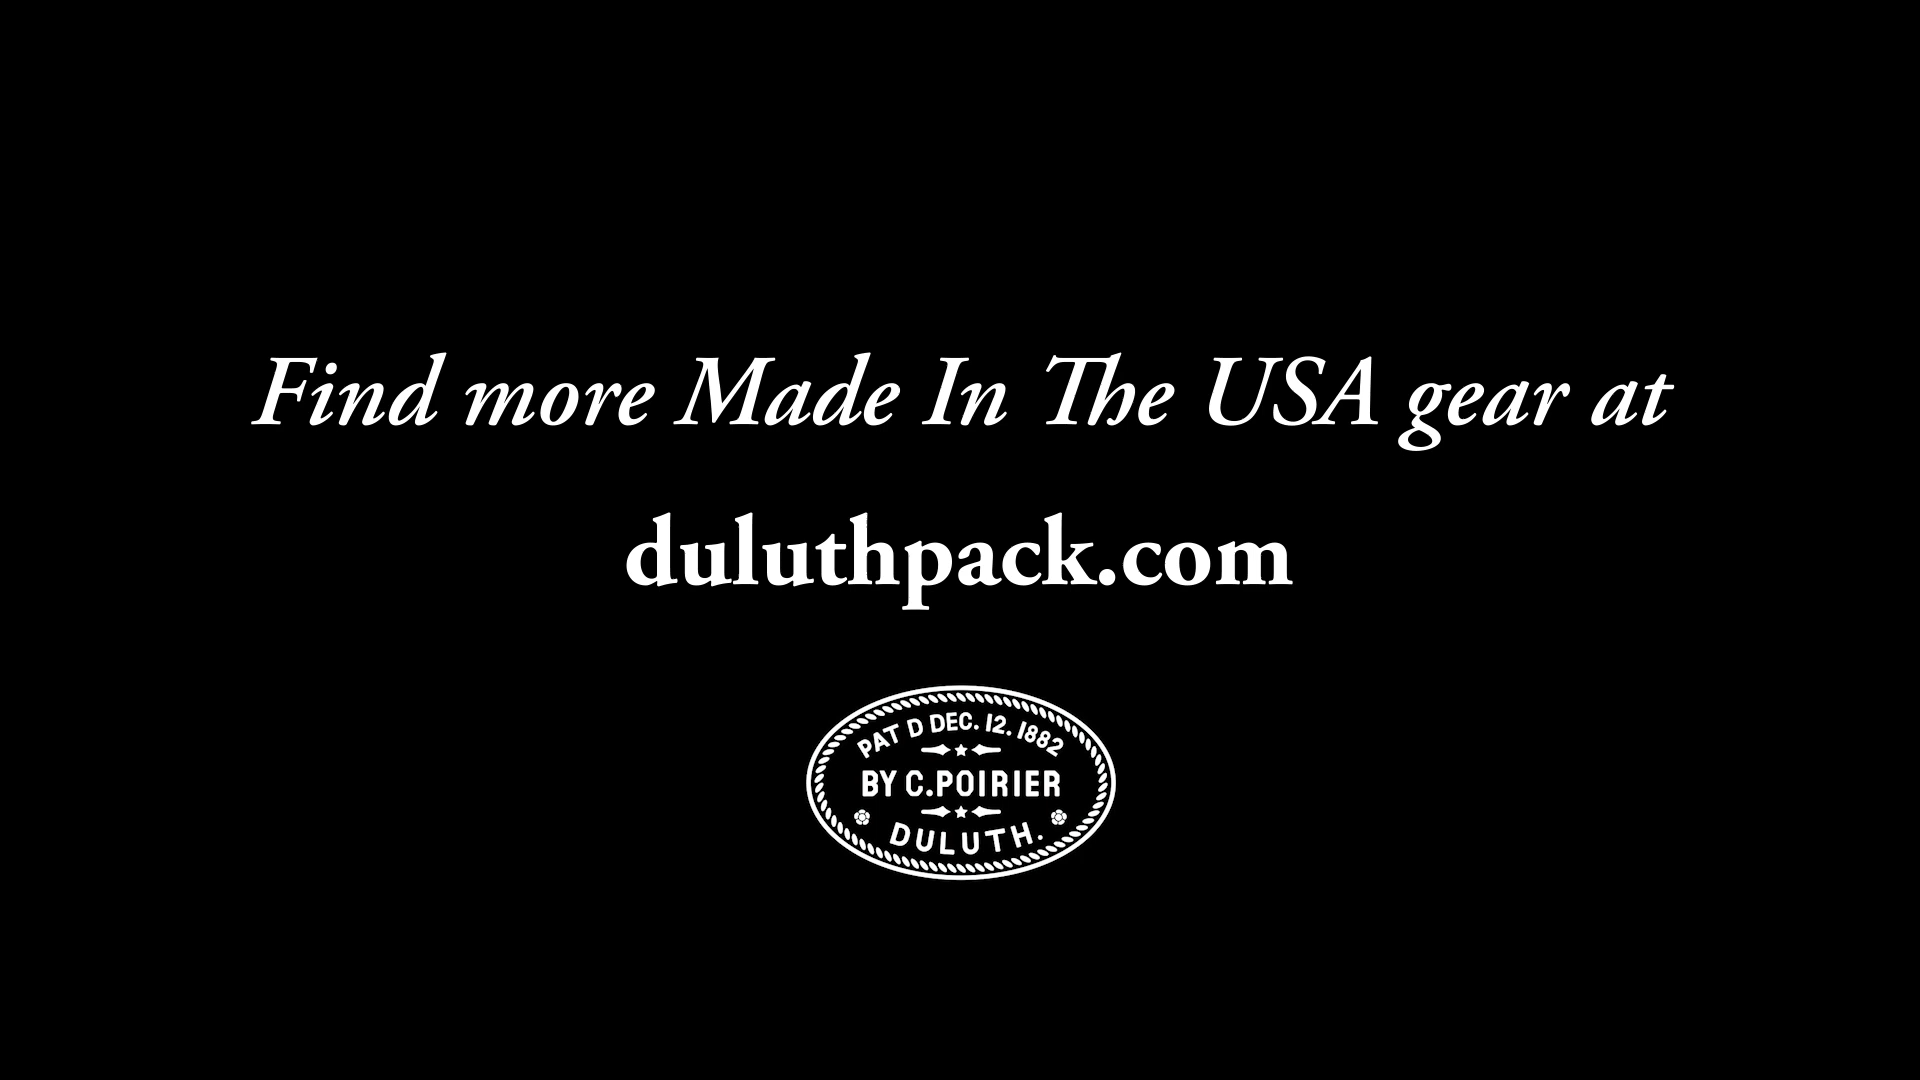 Find more Made In The USA gear at
duluthpack.com
PAT D DEC. 12. 1882
BY C.POIRIER
DULUTH.